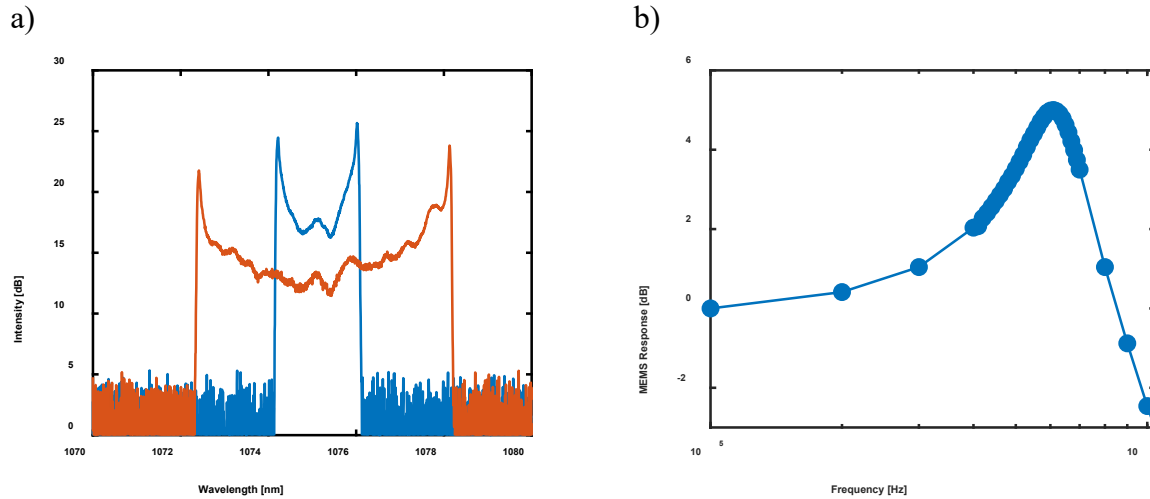 a)
b)
30
25
20
15
10
5
0
Intensity [dB]
1070 1072 1074 1076 1078 1080
Wavelength [nm]
6
4
2
0
-2
MEMS Response [dB]
10 5
10
Frequency [Hz]